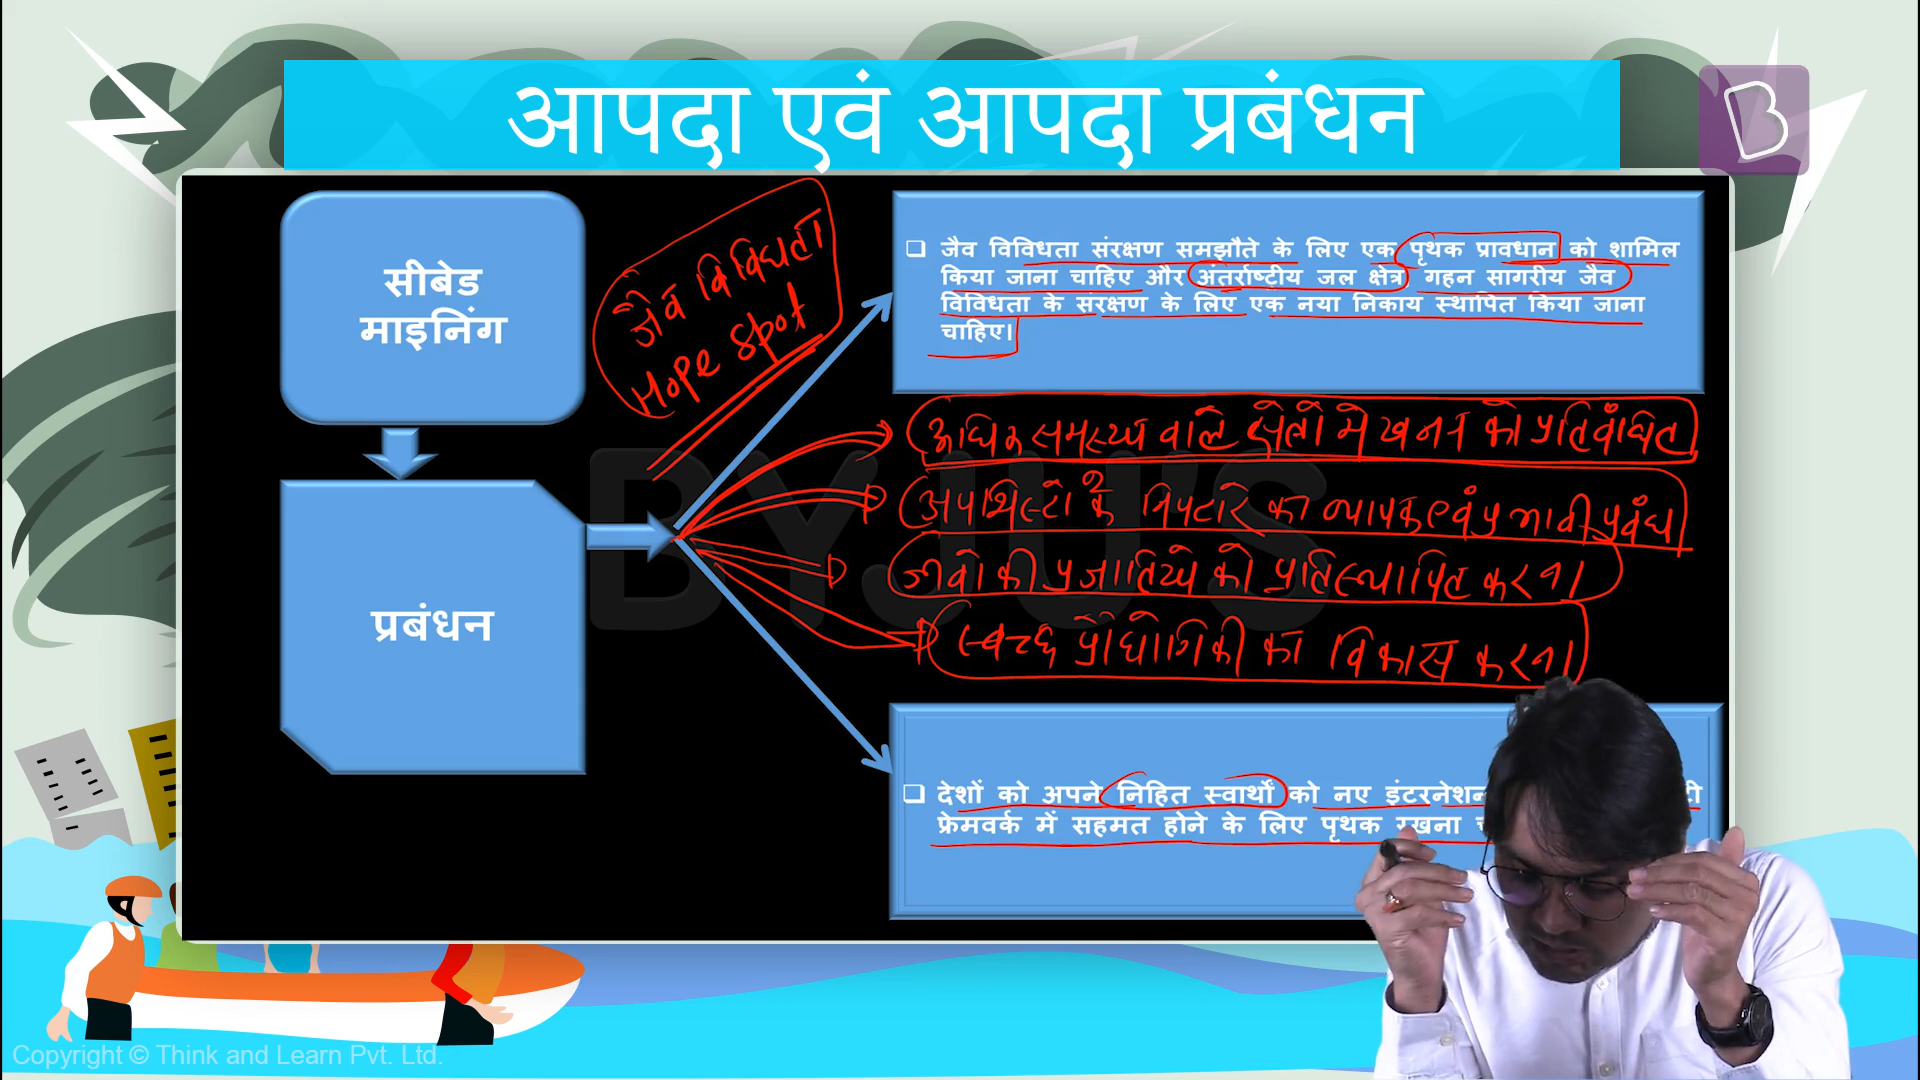 आपदा एवं आपदा प्रबंधन
B
सीबेड
माइनिंग
प्रबंधन
जैव विविधता
Hope Spot
❑ जैव विविधता संरक्षण समझौते के लिए एक पृथक प्रावधान को शामिल
किया जाना चाहिए और अंतर्राष्ट्रीय जल क्षेत्र गहन सागरीय जैव
विविधता के संरक्षण के लिए एक नया निकाय स्थापित किया जाना
चाहिए।
अधिक समस्या वाले क्षेत्रों में खनन को प्रतिबंधित
अपशिष्टों के निपटारे का व्यापक एवं प्रभावी प्रबंध
जीवों की प्रजातियों को प्रतिस्थापित करना
स्वच्छ प्रौद्योगिकी का विकास करना
❑ देशों को अपने निहित स्वार्थों को नए इंटरनेशन
फ्रेमवर्क में सहमत होने के लिए पृथक रखना
BYJU'S
Copyright © Think and Learn Pvt. Ltd.